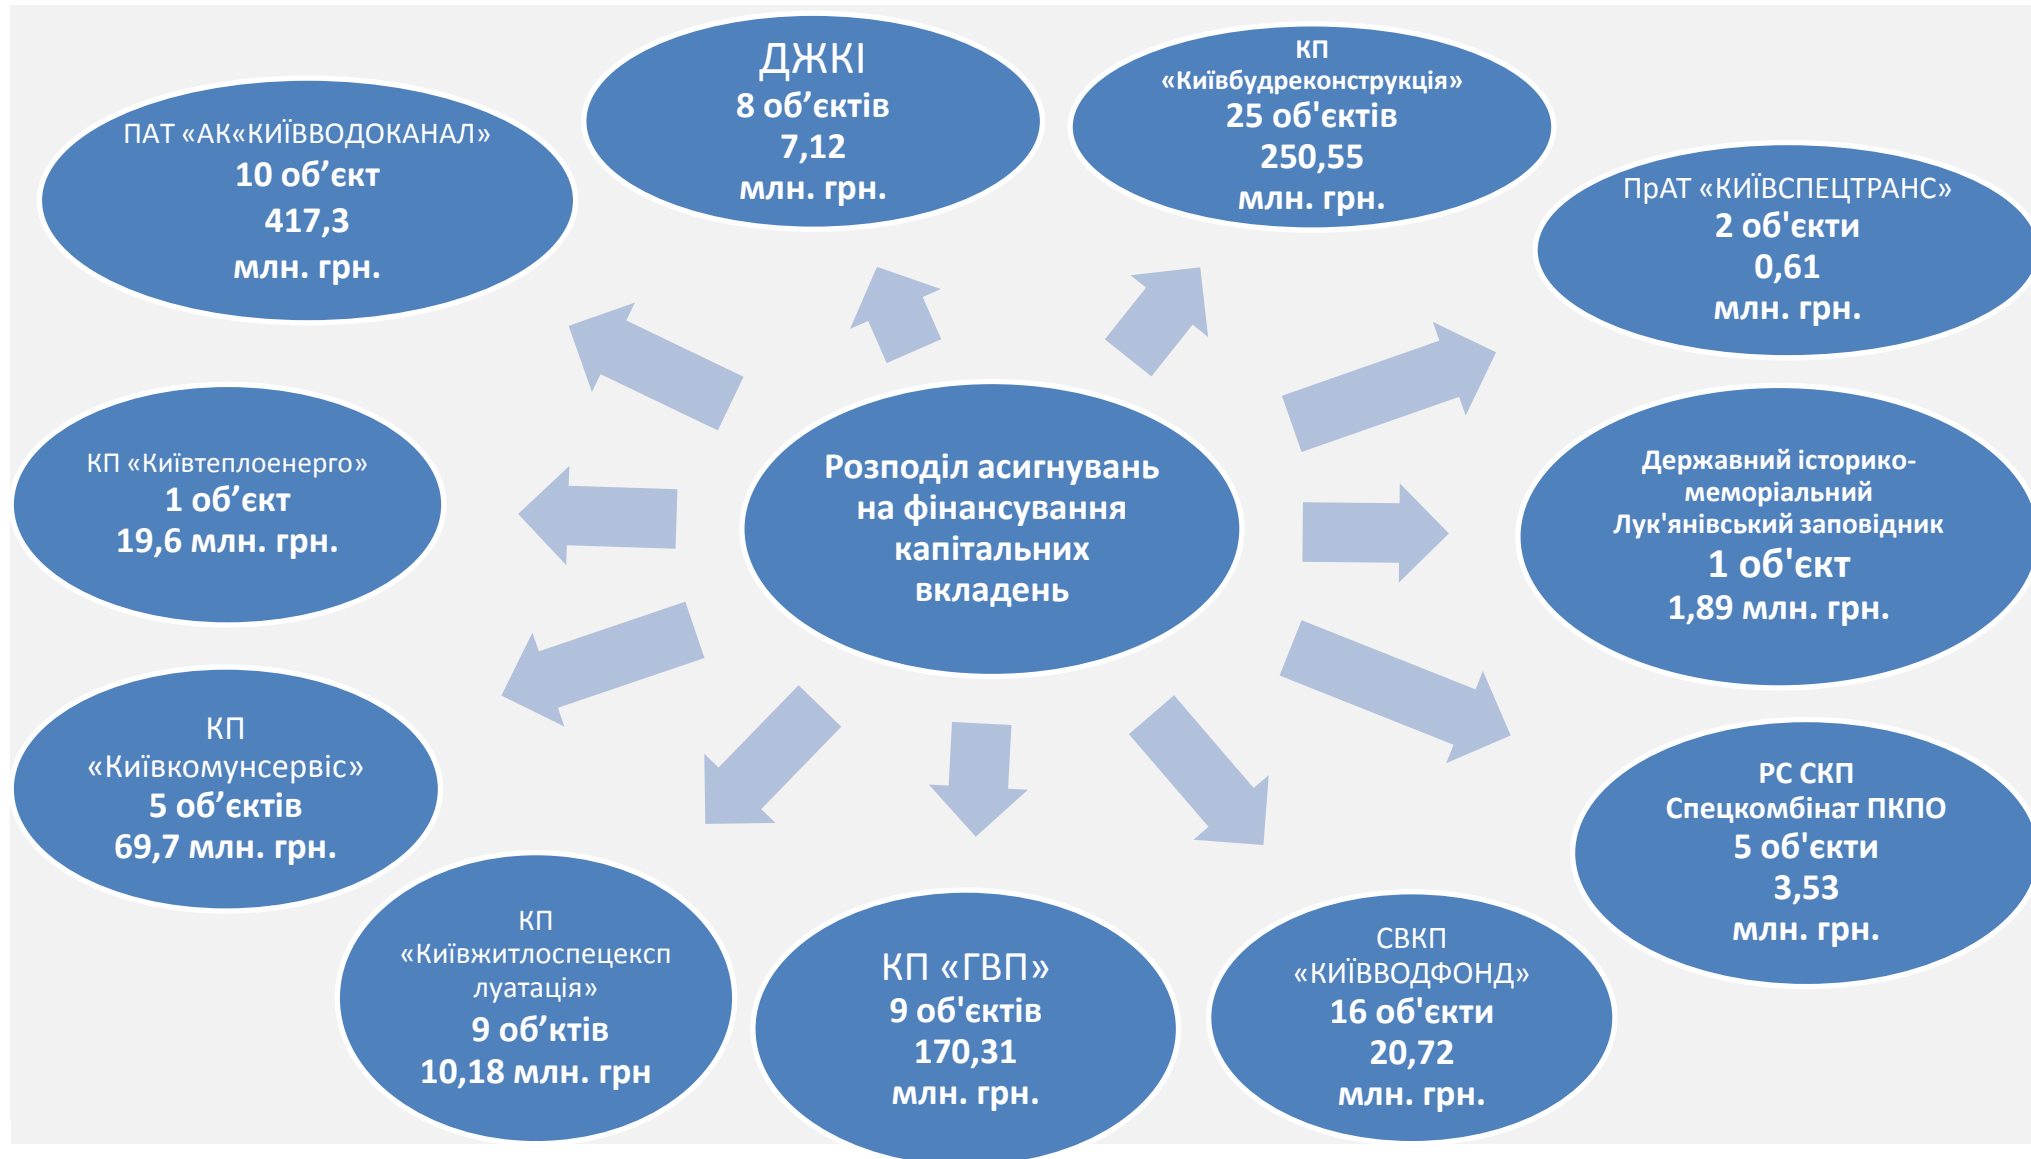 ДЖКІ
8 об’єктів
7,12
млн. грн.
КП
«Київбудреконструкція»
25 об'єктів
250,55
млн. грн.
ПАТ «АК«КИЇВВОДОКАНАЛ»
10 об’єкт
417,3
млн. грн.
ПрАТ «КИЇВСПЕЦТРАНС»
2 об'єкти
0,61
млн. грн.
КП «Київтеплоенерго»
1 об’єкт
19,6 млн. грн.
Розподіл асигнувань
на фінансування
капітальних
вкладень
Державний історико-
меморіальний
Лук'янівський заповідник
1 об'єкт
1,89 млн. грн.
КП
«Київкомунсервіс»
5 об’єктів
69,7 млн. грн.
РС СКП
Спецкомбінат ПКПО
5 об'єкти
3,53
млн. грн.
КП
«Київжитлоспецексп
луатація»
9 об’ктів
10,18 млн. грн
КП «ГВП»
9 об'єктів
170,31
млн. грн.
СВКП
«КИЇВВОДФОНД»
16 об'єкти
20,72
млн. грн.